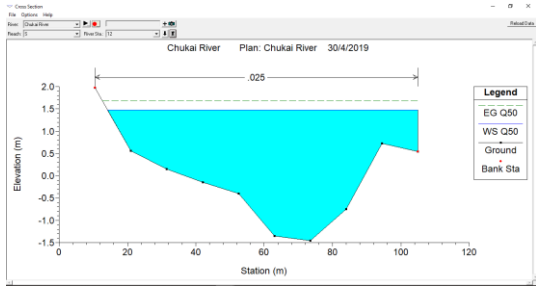 Cross Section
File Options Help
River: Chukai River
Reload Data
Reach: 5 River Sta.: 12
Chukai River Plan: Chukai River 30/4/2019
.025
2.0
1.5
1.0
0.5
0.0
-0.5
-1.0
-1.5
0 20 40 60 80 100 120
Elevation (m)
Station (m)
Legend
EG Q50
WS Q50
Ground
Bank Sta